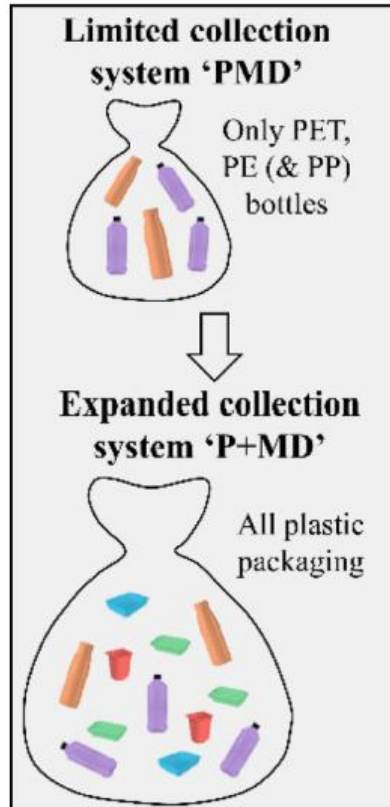 Limited collection
system ‘PMD’
Only PET,
PE (& PP)
bottles
Expanded collection
system ‘P+MD’
All plastic
packaging